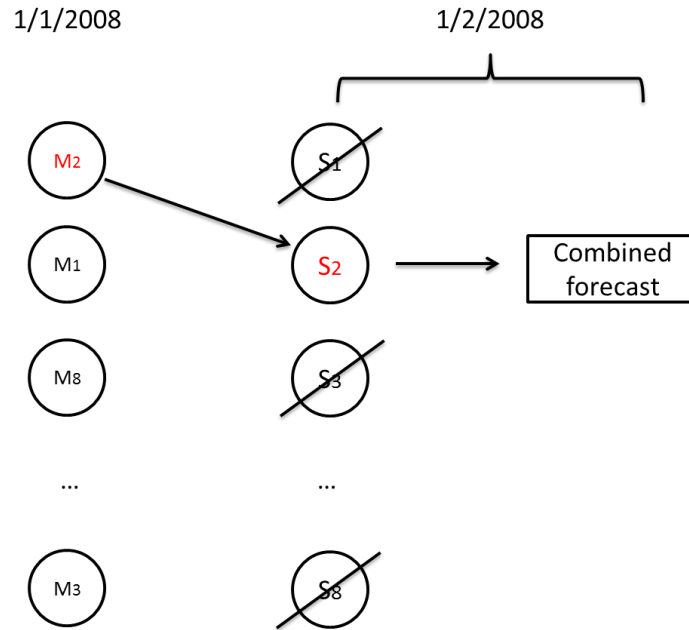 1/1/2008 1/2/2008
M2 S1
M1 S2 Combined
forecast
M8 S3
... ...
M3 S8